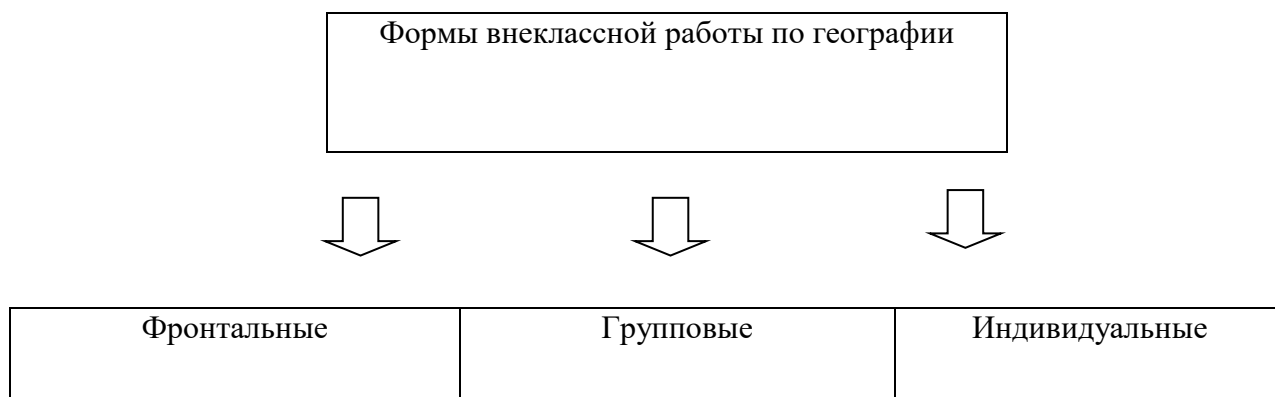 Формы внеклассной работы по географии
Фронтальные
Групповые
Индивидуальные